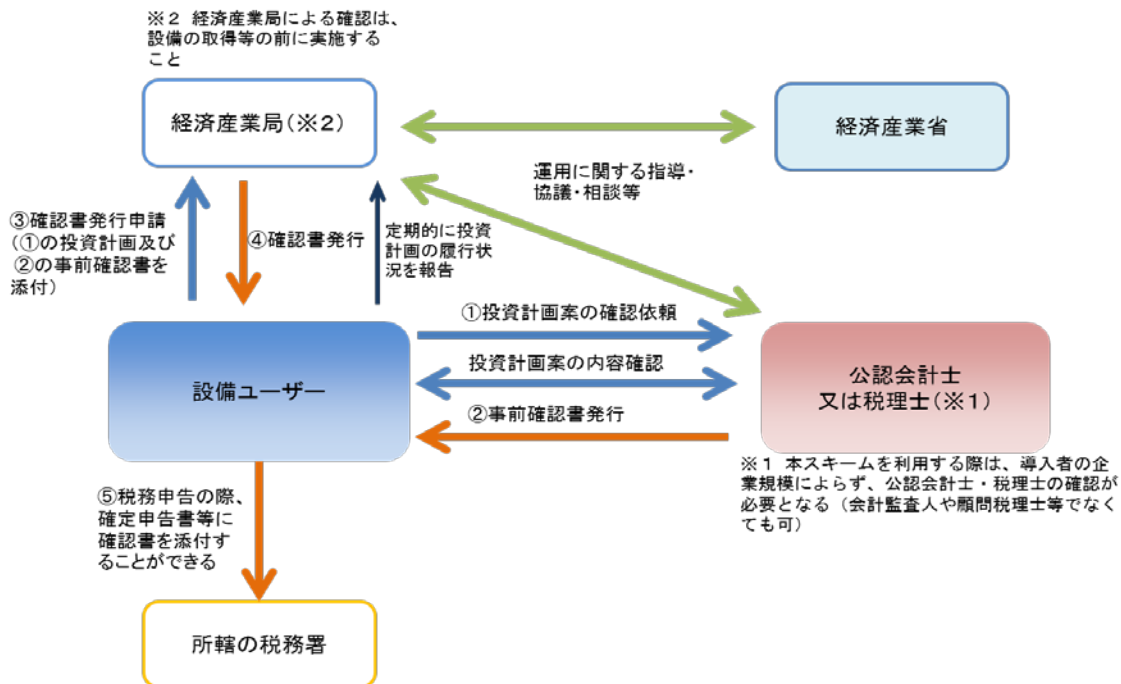 ※２ 経済産業局による確認は、
設備の取得等の前に実施する
こと
経済産業局(※２)
経済産業省
運用に関する指導・
協議・相談等
③確認書発行申請
（①の投資計画及び
②の事前確認書を
添付）
④確認書発行
定期的に投資
計画の履行状
況を報告
①投資計画案の確認依頼
投資計画案の内容確認
②事前確認書発行
設備ユーザー
公認会計士
又は税理士(※１)
※１ 本スキームを利用する際は、導入者の企
業規模によらず、公認会計士・税理士の確認が
必要となる（会計監査人や顧問税理士等でなく
ても可）
⑤税務申告の際、
確定申告書等に
確認書を添付す
ることができる
所轄の税務署